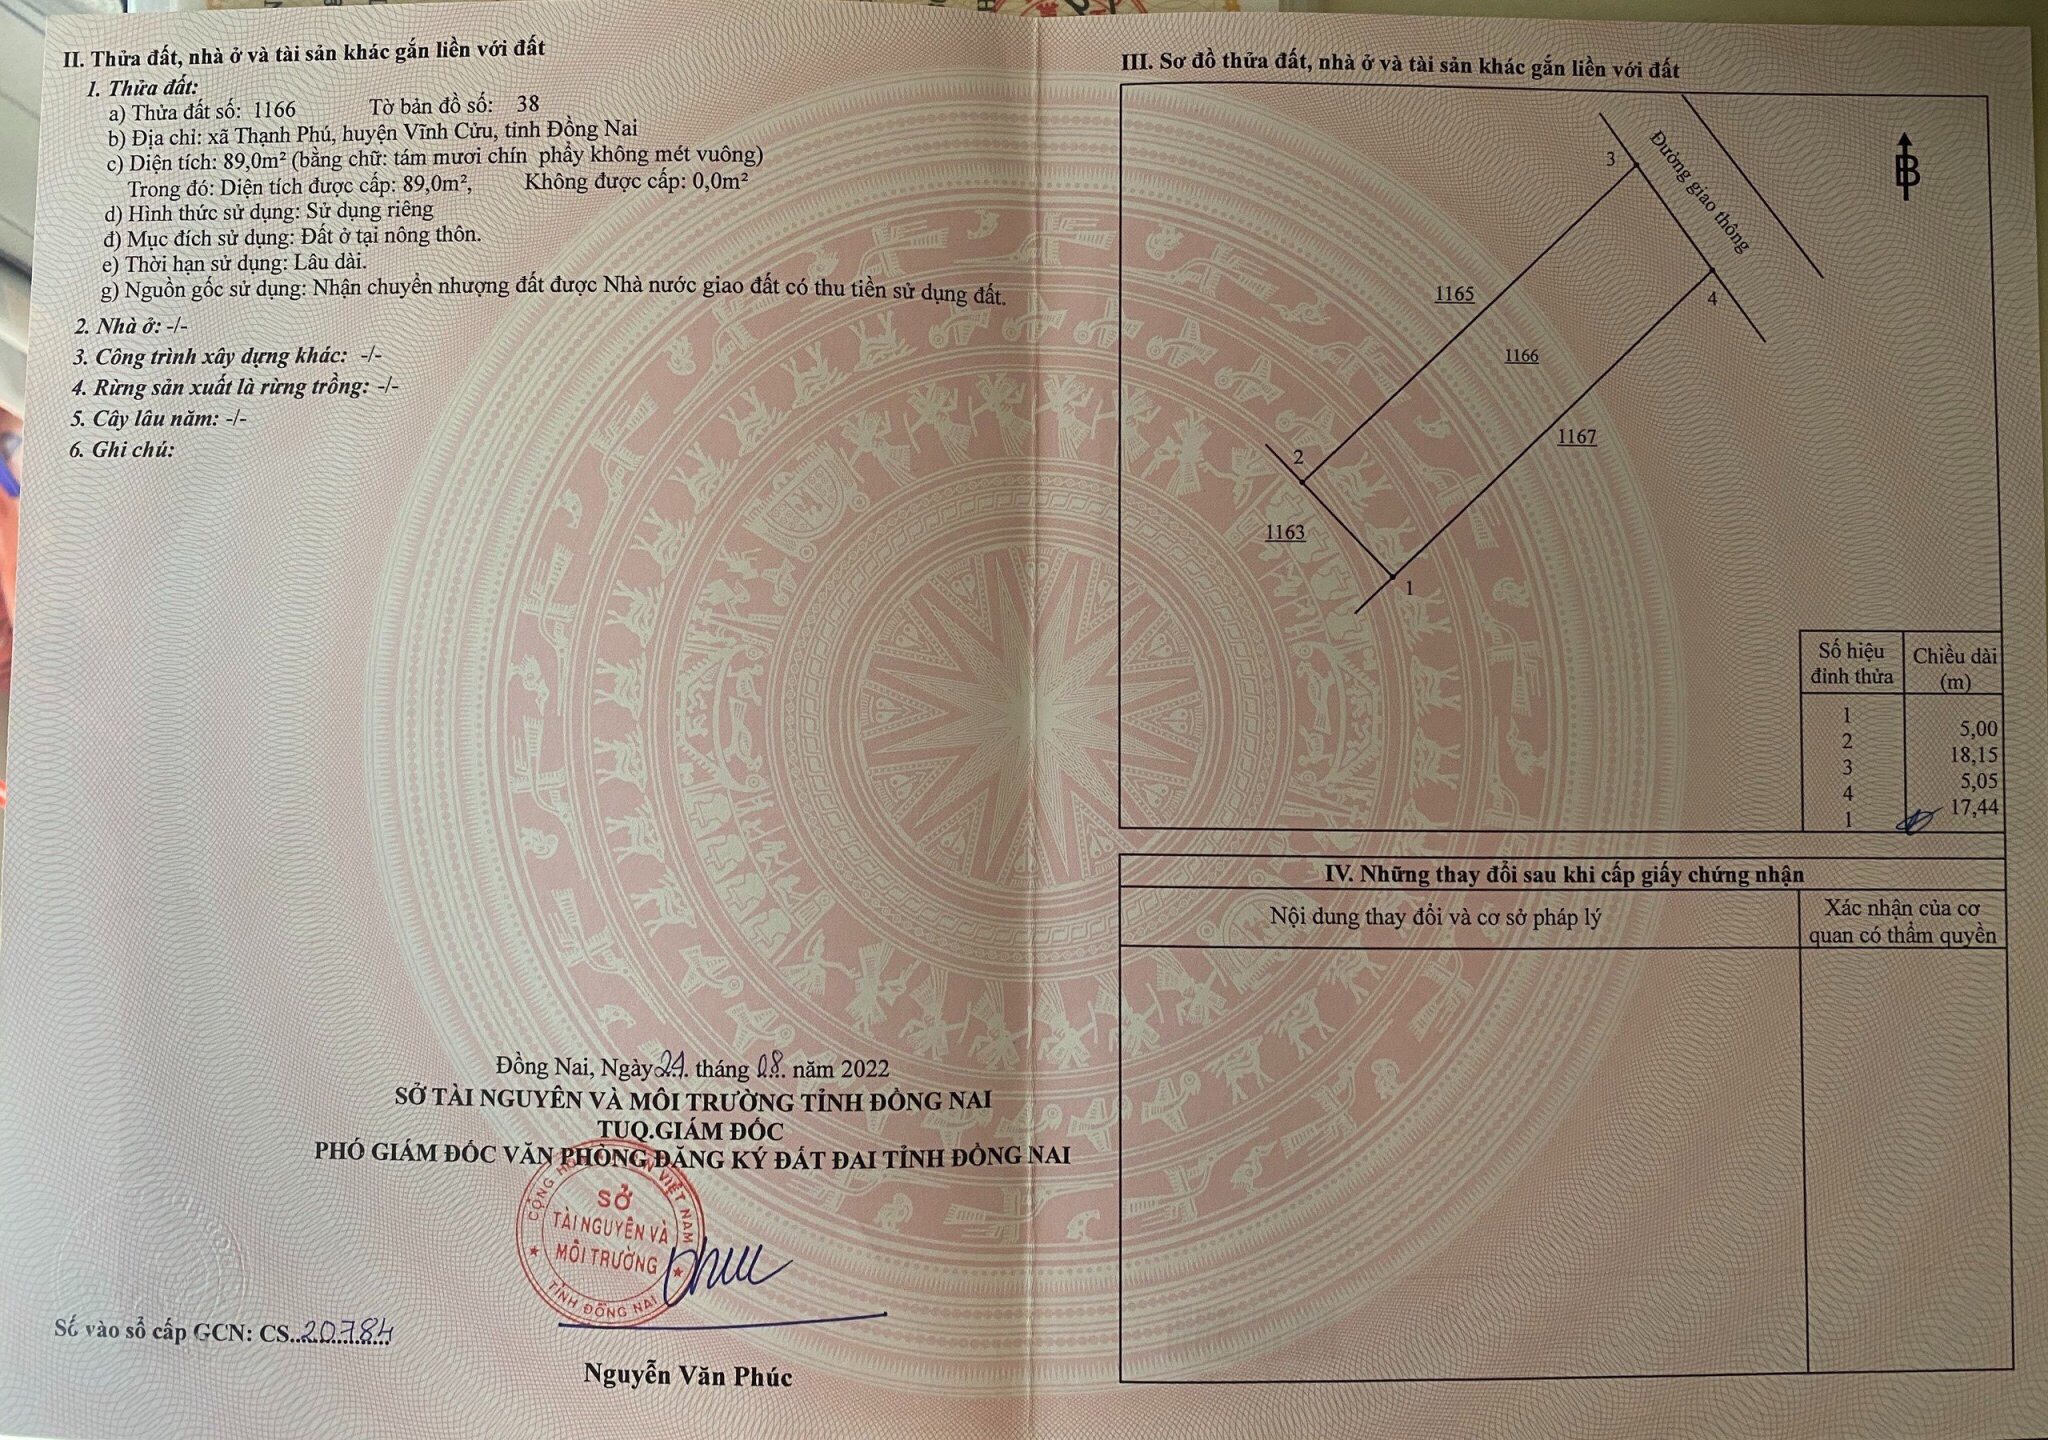 II. Thửa đất, nhà ở và tài sản khác gắn liền với đất
1. Thửa đất:
a) Thửa đất số: 1166 Tờ bản đồ số: 38
b) Địa chỉ: xã Thạnh Phú, huyện Vĩnh Cửu, tỉnh Đồng Nai
c) Diện tích: 89,0m² (bằng chữ: tám mươi chín phẩy không mét vuông)
Trong đó: Diện tích được cấp: 89,0m², Không được cấp: 0,0m²
d) Hình thức sử dụng: Sử dụng riêng
đ) Mục đích sử dụng: Đất ở tại nông thôn.
e) Thời hạn sử dụng: Lâu dài.
g) Nguồn gốc sử dụng: Nhận chuyển nhượng đất được Nhà nước giao đất có thu tiền sử dụng đất.
2. Nhà ở: -/-
3. Công trình xây dựng khác: -/-
4. Rừng sản xuất là rừng trồng: -/-
5. Cây lâu năm: -/-
6. Ghi chú:
Đồng Nai, Ngày 24. tháng 08. năm 2022
SỞ TÀI NGUYÊN VÀ MÔI TRƯỜNG TỈNH ĐỒNG NAI
TUQ.GIÁM ĐỐC
PHÓ GIÁM ĐỐC VĂN PHÒNG ĐĂNG KÝ ĐẤT ĐAI TỈNH ĐỒNG NAI
SỞ
TÀI NGUYÊN VÀ
MÔI TRƯỜNG
TỈNH ĐỒNG NAI
Số vào sổ cấp GCN: CS..20784
Nguyễn Văn Phúc
III. Sơ đồ thửa đất, nhà ở và tài sản khác gắn liền với đất
Đường giao thông
B
3
4
1165
1166
1167
2
1163
1
Số hiệu đỉnh thửa
Chiều dài (m)
1
5,00
2
18,15
3
5,05
4
17,44
1
IV. Những thay đổi sau khi cấp giấy chứng nhận
Nội dung thay đổi và cơ sở pháp lý
Xác nhận của cơ
quan có thẩm quyền